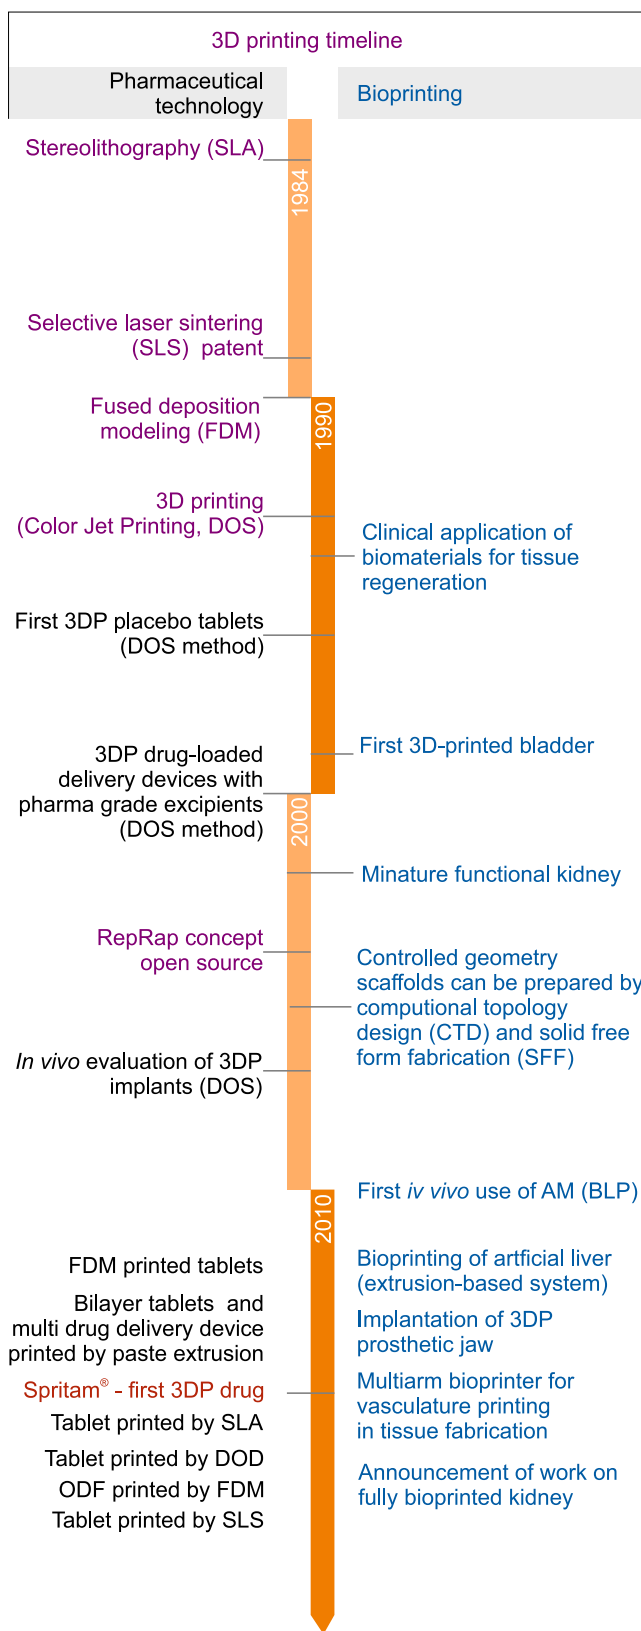 3D printing timeline
Pharmaceutical
technology
Bioprinting
Stereolithography (SLA)
1984
Selective laser sintering
(SLS) patent
Fused deposition
modeling (FDM)
1990
3D printing
(Color Jet Printing, DOS)
Clinical application of
biomaterials for tissue
regeneration
First 3DP placebo tablets
(DOS method)
First 3D-printed bladder
3DP drug-loaded
delivery devices with
pharma grade excipients
(DOS method)
2000
Minature functional kidney
RepRap concept
open source
Controlled geometry
scaffolds can be prepared by
computional topology
design (CTD) and solid free
form fabrication (SFF)
In vivo evaluation of 3DP
implants (DOS)
First iv vivo use of AM (BLP)
2010
FDM printed tablets
Bioprinting of artficial liver
(extrusion-based system)
Bilayer tablets and
multi drug delivery device
printed by paste extrusion
Implantation of 3DP
prosthetic jaw
Spritam® - first 3DP drug
Multiarm bioprinter for
vasculature printing
in tissue fabrication
Tablet printed by SLA
Tablet printed by DOD
ODF printed by FDM
Tablet printed by SLS
Announcement of work on
fully bioprinted kidney